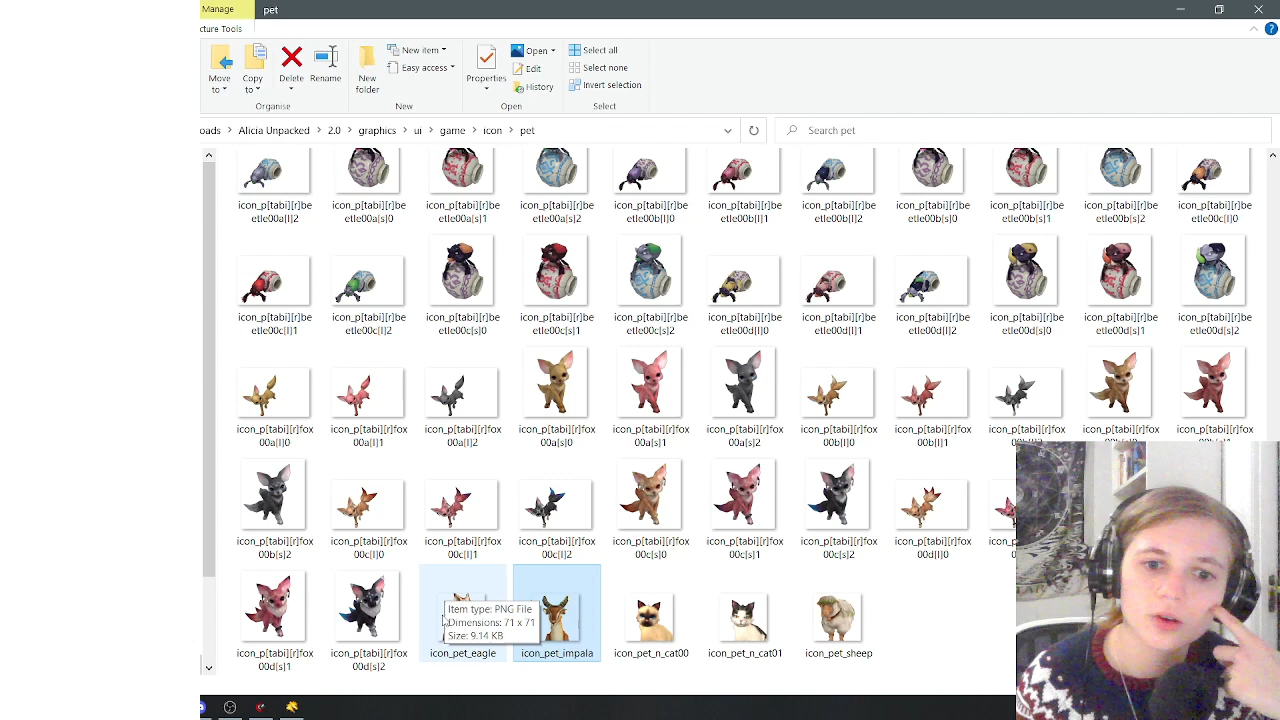 Manage
pet
cture Tools
?
Move to
Copy to
Delete
Rename
New folder
New item
Easy access
Properties
Open
Edit
History
Select all
Select none
Invert selection
Organise
New
Open
Select
oads > Alicia Unpacked > 2.0 > graphics > ui > game > icon > pet
Search pet
icon_p[tabi][r]be
etle00a[l]2
icon_p[tabi][r]be
etle00a[s]0
icon_p[tabi][r]be
etle00a[s]1
icon_p[tabi][r]be
etle00a[s]2
icon_p[tabi][r]be
etle00b[l]0
icon_p[tabi][r]be
etle00b[l]1
icon_p[tabi][r]be
etle00b[l]2
icon_p[tabi][r]be
etle00b[s]0
icon_p[tabi][r]be
etle00b[s]1
icon_p[tabi][r]be
etle00b[s]2
icon_p[tabi][r]be
etle00c[l]0
icon_p[tabi][r]be
etle00c[l]1
icon_p[tabi][r]be
etle00c[l]2
icon_p[tabi][r]be
etle00c[s]0
icon_p[tabi][r]be
etle00c[s]1
icon_p[tabi][r]be
etle00c[s]2
icon_p[tabi][r]be
etle00d[l]0
icon_p[tabi][r]be
etle00d[l]1
icon_p[tabi][r]be
etle00d[l]2
icon_p[tabi][r]be
etle00d[s]0
icon_p[tabi][r]be
etle00d[s]1
icon_p[tabi][r]be
etle00d[s]2
icon_p[tabi][r]fox
00a[l]0
icon_p[tabi][r]fox
00a[l]1
icon_p[tabi][r]fox
00a[l]2
icon_p[tabi][r]fox
00a[s]0
icon_p[tabi][r]fox
00a[s]1
icon_p[tabi][r]fox
00a[s]2
icon_p[tabi][r]fox
00b[l]0
icon_p[tabi][r]fox
00b[l]1
icon_p[tabi][r]fox
icon_p[tabi][r]fox
icon_p[tabi][r]fox
icon_p[tabi][r]fox
00b[s]2
icon_p[tabi][r]fox
00c[l]0
icon_p[tabi][r]fox
00c[l]1
icon_p[tabi][r]fox
00c[l]2
icon_p[tabi][r]fox
00c[s]0
icon_p[tabi][r]fox
00c[s]1
icon_p[tabi][r]fox
00c[s]2
icon_p[tabi][r]fox
00d[l]0
icon_p[tabi][r]fox
00d[s]1
icon_p[tabi][r]fox
00d[s]2
icon_pet_eagle
icon_pet_impala
icon_pet_n_cat00
icon_pet_n_cat01
icon_pet_sheep
Item type: PNG File
Dimensions: 71 x 71
Size: 9.14 KB